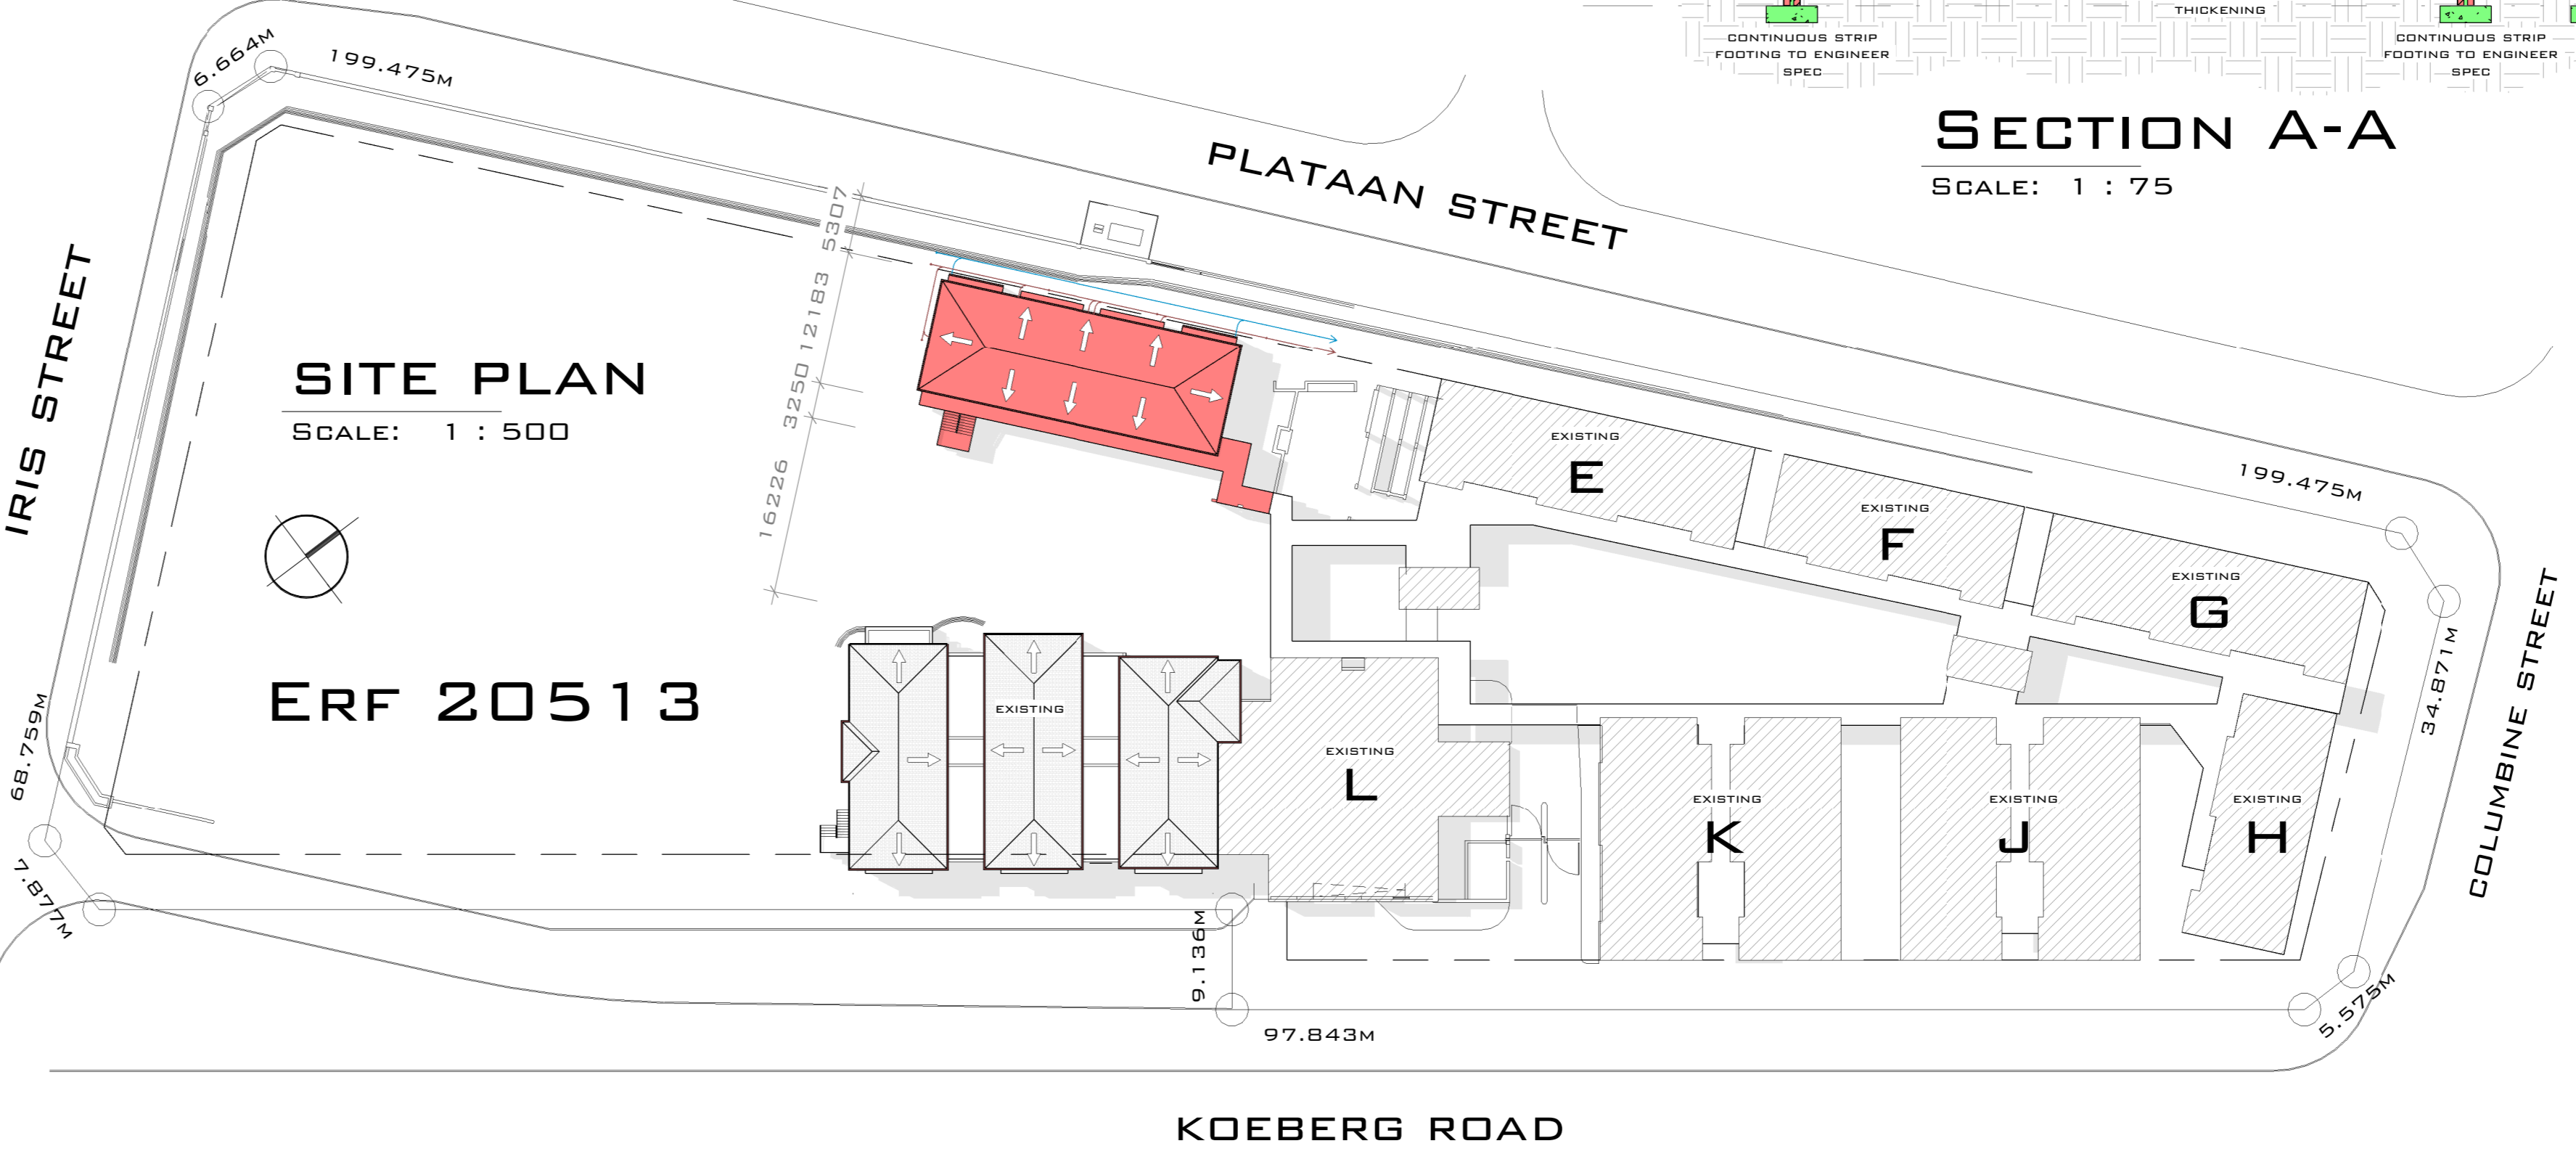 THICKENING
CONTINUOUS STRIP
FOOTING TO ENGINEER
SPEC
CONTINUOUS STRIP
FOOTING TO ENGINEER
SPEC
SECTION A-A
SCALE: 1 : 75
6.664M
199.475M
PLATAAN STREET
IRIS STREET
5307
12183
3250
16226
SITE PLAN
SCALE: 1 : 500
ERF 20513
EXISTING
E
EXISTING
F
EXISTING
G
199.475M
34.871M
COLUMBINE STREET
EXISTING
EXISTING
L
EXISTING
K
EXISTING
J
EXISTING
H
68.759M
7.877M
9.136M
97.843M
5.575M
KOEBERG ROAD